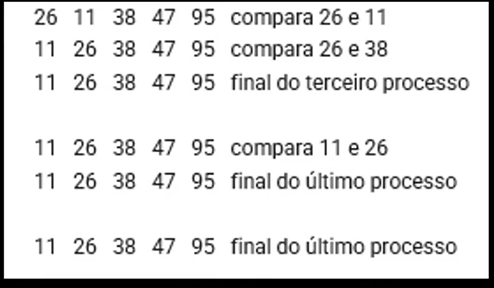 26 11 38 47 95 compara 26 e 11
11 26 38 47 95 compara 26 e 38
11 26 38 47 95 final do terceiro processo
11 26 38 47 95 compara 11 e 26
11 26 38 47 95 final do último processo
11 26 38 47 95 final do último processo